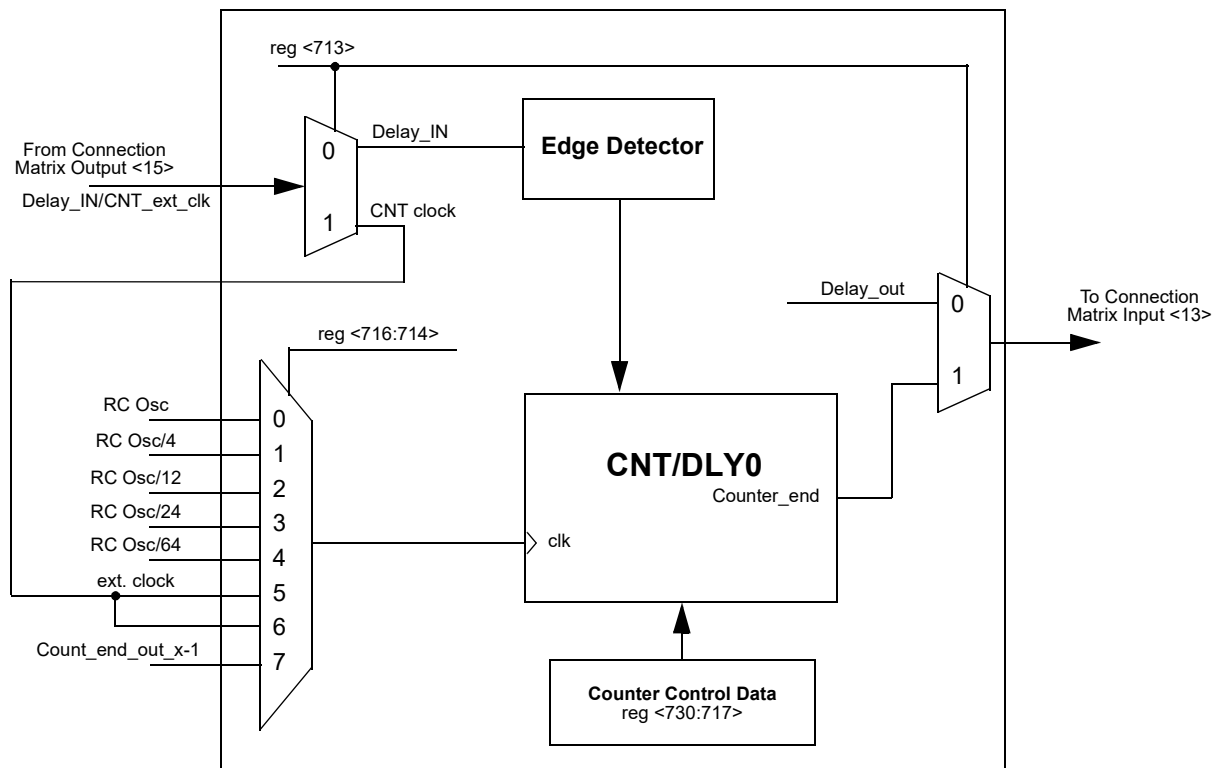 reg <713>
From Connection
Matrix Output <15>
Delay_IN/CNT_ext_clk
0
1
Delay_IN
CNT clock
Edge Detector
Delay_out
0
1
To Connection
Matrix Input <13>
reg <716:714>
RC Osc
RC Osc/4
RC Osc/12
RC Osc/24
RC Osc/64
ext. clock
Count_end_out_x-1
0
1
2
3
4
5
6
7
CNT/DLY0
Counter_end
clk
Counter Control Data
reg <730:717>